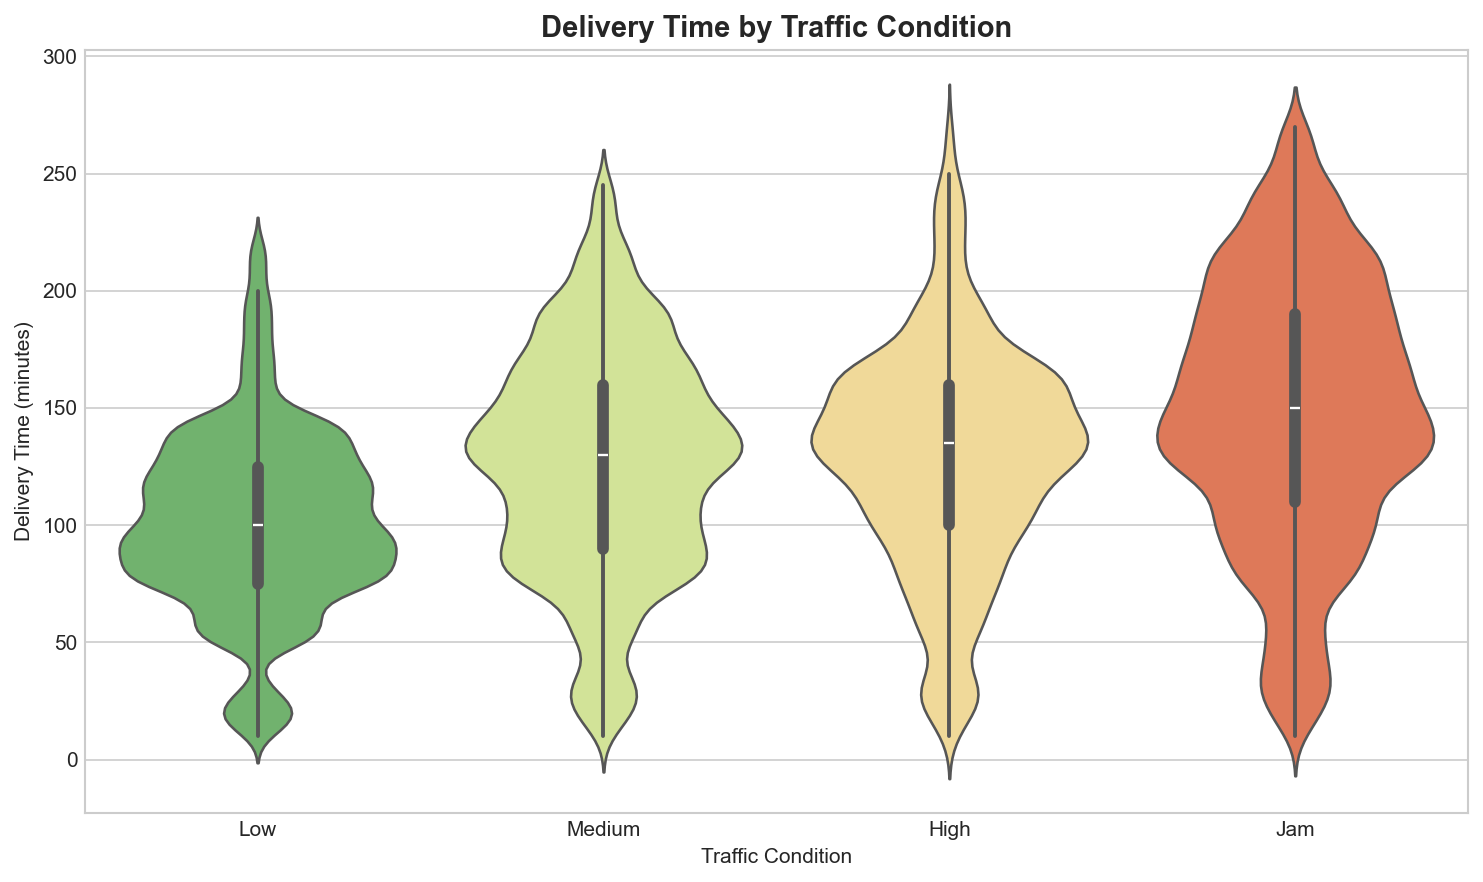 Delivery Time by Traffic Condition
300
250
200
150
100
50
0
Delivery Time (minutes)
Low
Medium
High
Jam
Traffic Condition